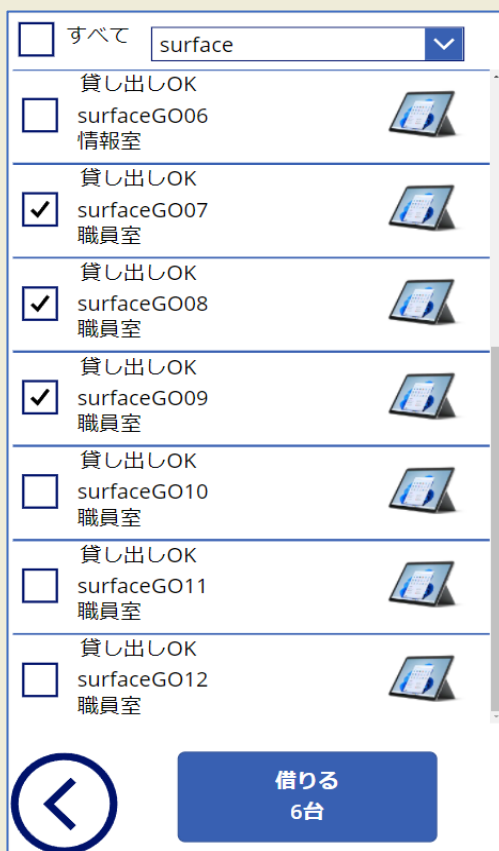 すべて
surface
貸し出しOK
surfaceGO06
情報室
貸し出しOK
surfaceGO07
職員室
貸し出しOK
surfaceGO08
職員室
貸し出しOK
surfaceGO09
職員室
貸し出しOK
surfaceGO10
職員室
貸し出しOK
surfaceGO11
職員室
貸し出しOK
surfaceGO12
職員室
借りる
6台